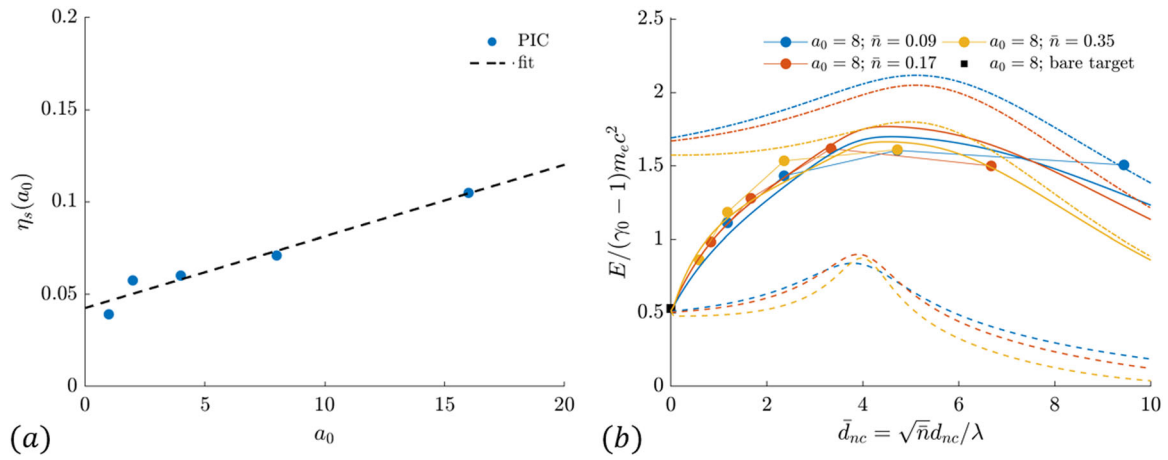 0.2
0.15
0.1
0.05
0
η_s(a_0)
PIC
fit
0 5 10 15 20
a_0
(a)
2.5
2
1.5
1
0.5
0
E/(γ_0 − 1)m_e c^2
a_0 = 8; n̄ = 0.09 a_0 = 8; n̄ = 0.35
a_0 = 8; n̄ = 0.17 a_0 = 8; bare target
0 2 4 6 8 10
d̄_nc = √n̄ d_nc/λ
(b)